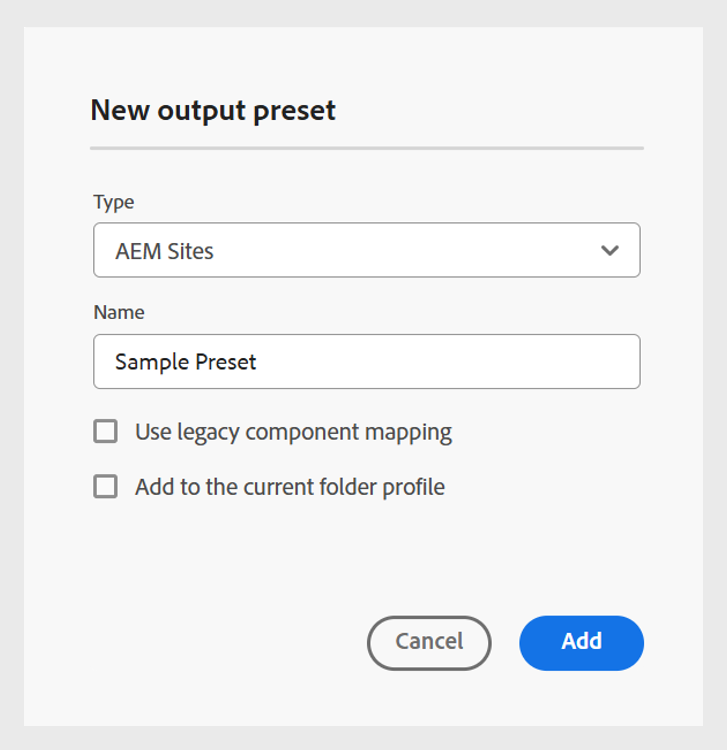 New output preset
Type
AEM Sites
Name
Sample Preset
Use legacy component mapping
Add to the current folder profile
Cancel
Add